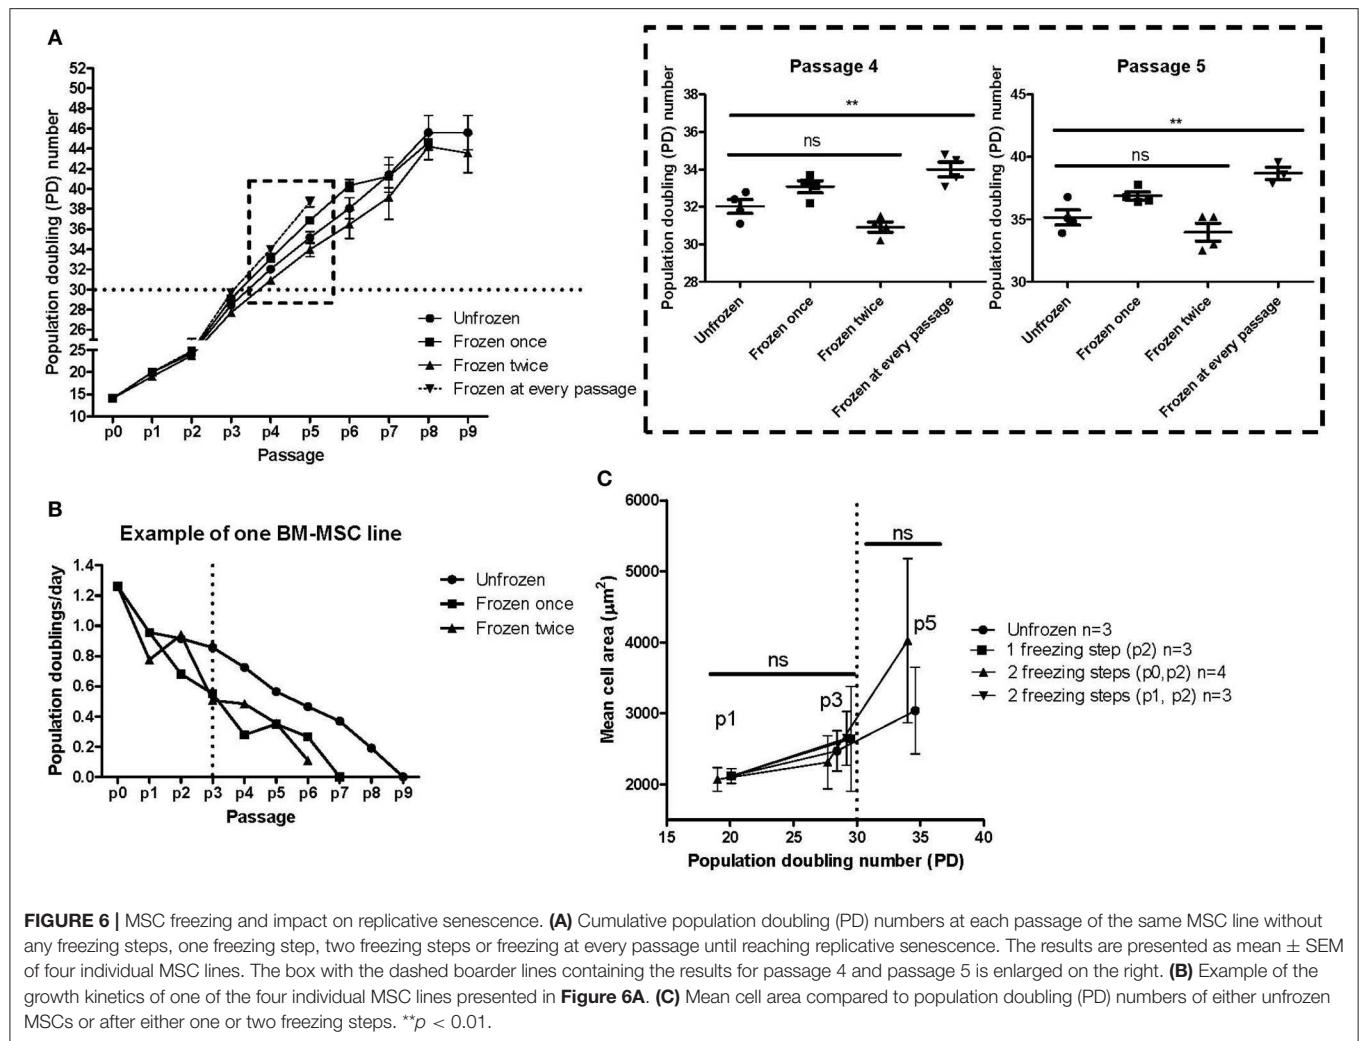 A
Population doubling (PD) number
52
50
48
46
44
42
40
38
36
34
32
30
28
26
25
20
15
10
p0 p1 p2 p3 p4 p5 p6 p7 p8 p9
Passage
Unfrozen
Frozen once
Frozen twice
Frozen at every passage
Passage 4
Population doubling (PD) number
38
36
34
32
30
28
**
ns
Unfrozen
Frozen once
Frozen twice
Frozen at every passage
Passage 5
Population doubling (PD) number
45
40
35
30
**
ns
Unfrozen
Frozen once
Frozen twice
Frozen at every passage
B
Example of one BM-MSC line
Population doublings/day
1.4
1.2
1.0
0.8
0.6
0.4
0.2
0.0
p0 p1 p2 p3 p4 p5 p6 p7 p8 p9
Passage
Unfrozen
Frozen once
Frozen twice
C
Mean cell area (µm²)
6000
5000
4000
3000
2000
ns
ns
p1
p3
p5
15 20 25 30 35 40
Population doubling number (PD)
Unfrozen n=3
1 freezing step (p2) n=3
2 freezing steps (p0,p2) n=4
2 freezing steps (p1, p2) n=3
FIGURE 6 | MSC freezing and impact on replicative senescence. (A) Cumulative population doubling (PD) numbers at each passage of the same MSC line without
any freezing steps, one freezing step, two freezing steps or freezing at every passage until reaching replicative senescence. The results are presented as mean ± SEM
of four individual MSC lines. The box with the dashed boarder lines containing the results for passage 4 and passage 5 is enlarged on the right. (B) Example of the
growth kinetics of one of the four individual MSC lines presented in Figure 6A. (C) Mean cell area compared to population doubling (PD) numbers of either unfrozen
MSCs or after either one or two freezing steps. **p < 0.01.